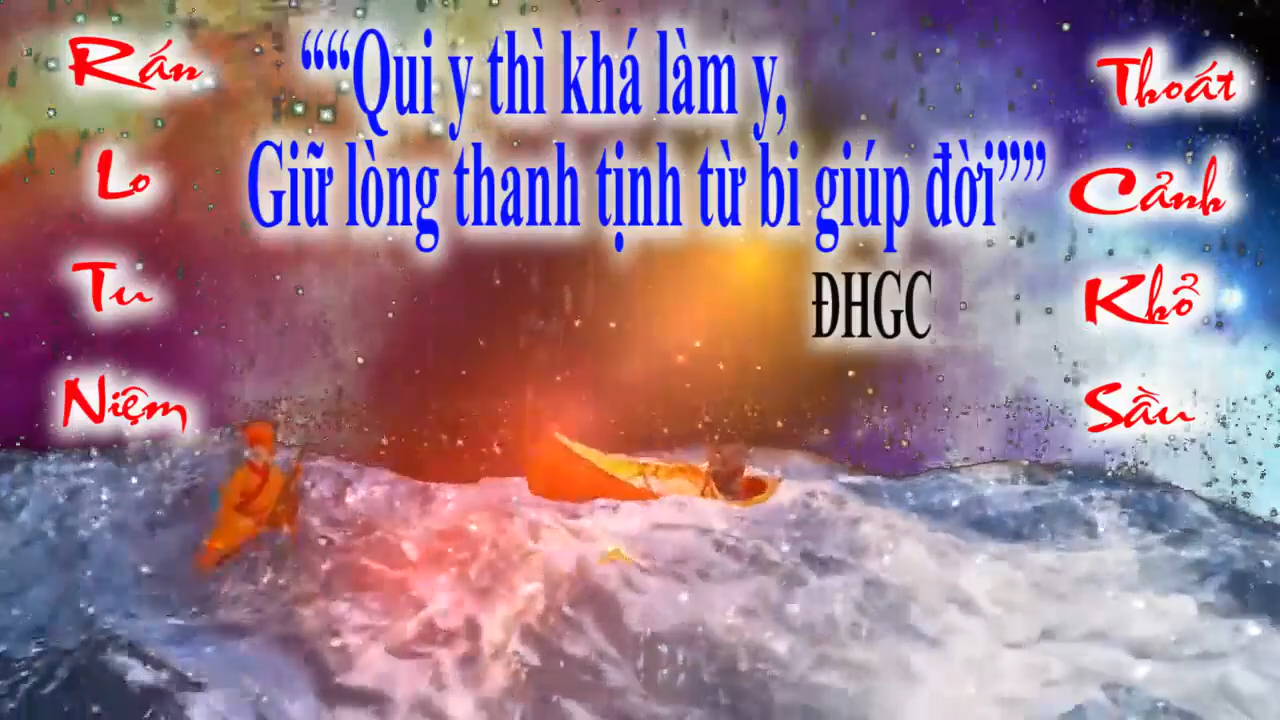 Rấn
Lo
Tu
Niệm
““Qui y thì khá làm y,
Giữ lòng thanh tịnh từ bi giúp đời””
ĐHGC
Thoát
Cảnh
Khổ
Sầu